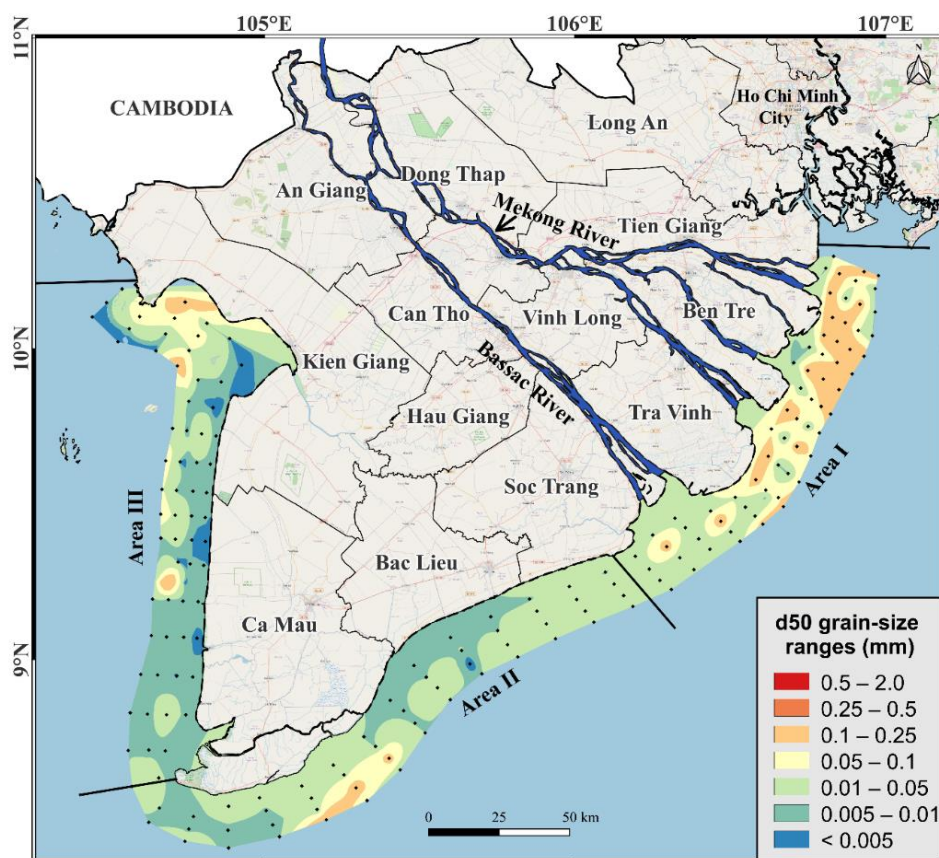 105°E
106°E
107°E
11°N
10°N
9°N
N
CAMBODIA
Ho Chi Minh
City
Long An
Dong Thap
An Giang
Mekong River
Tien Giang
Can Tho
Vinh Long
Ben Tre
Kien Giang
Bassac River
Hau Giang
Tra Vinh
Soc Trang
Area I
Area III
Bac Lieu
Ca Mau
Area II
d50 grain-size
ranges (mm)
0.5 – 2.0
0.25 – 0.5
0.1 – 0.25
0.05 – 0.1
0.01 – 0.05
0.005 – 0.01
< 0.005
0 25 50 km